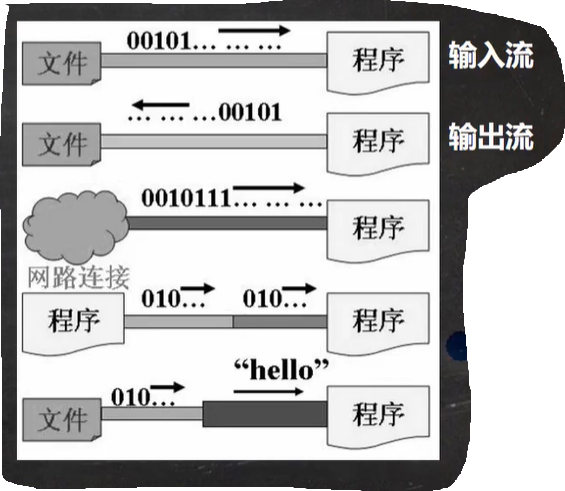 00101… … …
文件
程序
输入流
… … …00101
文件
程序
输出流
0010111… … …
程序
网路连接
程序
010…
010…
程序
“hello”
010…
文件
程序